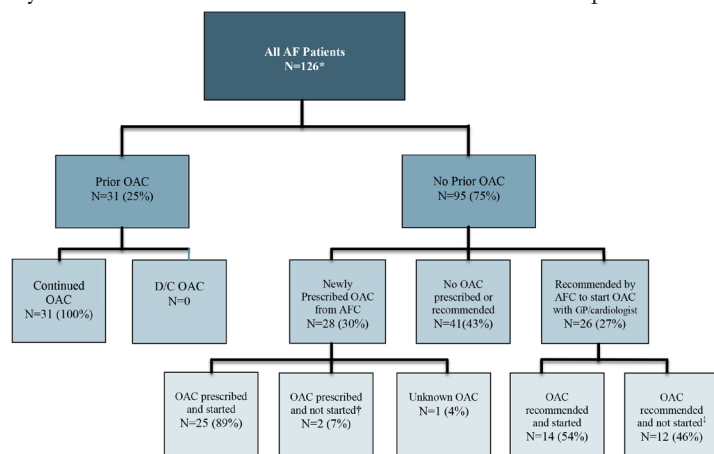 All AF Patients
N=126*
Prior OAC
N=31 (25%)
No Prior OAC
N=95 (75%)
Continued
OAC
N=31 (100%)
D/C OAC
N=0
Newly
Prescribed OAC
from AFC
N=28 (30%)
No OAC
prescribed or
recommended
N=41(43%)
Recommended by
AFC to start OAC
with GP/cardiologist
N=26 (27%)
OAC prescribed
and started
N=25 (89%)
OAC prescribed
and not started†
N=2 (7%)
Unknown OAC
N=1 (4%)
OAC
recommended
and started
N=14 (54%)
OAC
recommended
and not started‡
N=12 (46%)